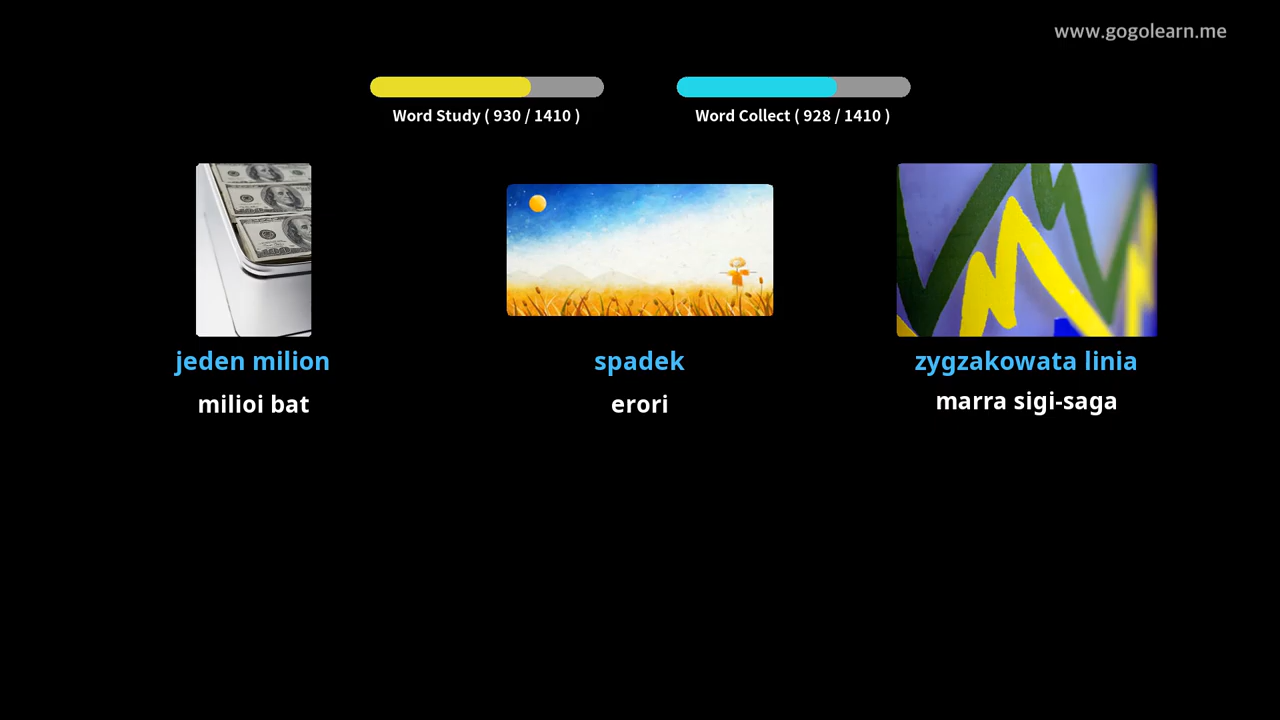 www.gogolearn.me
Word Study ( 930 / 1410 )
Word Collect ( 928 / 1410 )
jeden milion
milioi bat
spadek
erori
zygzakowata linia
marra sigi-saga